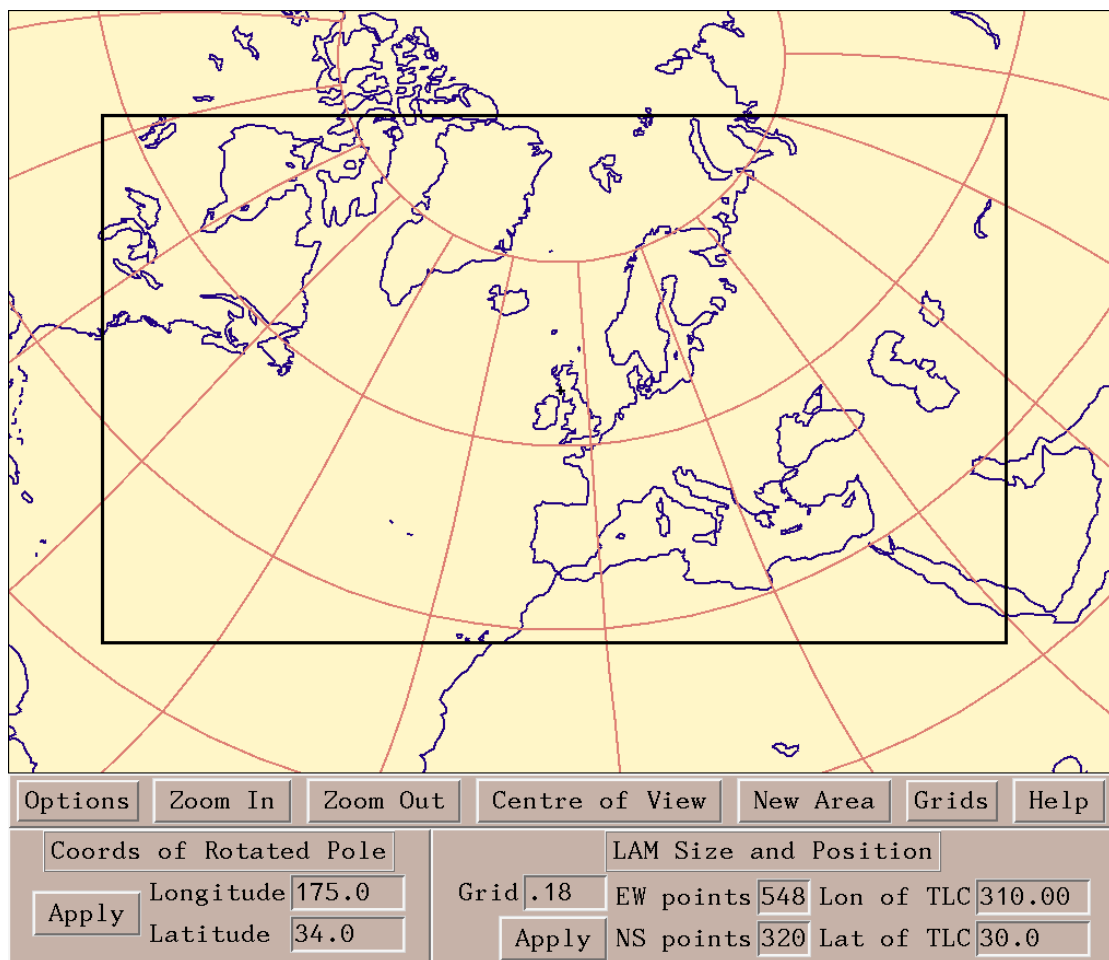 Options Zoom In Zoom Out Centre of View New Area Grids Help
Coords of Rotated Pole
Longitude 175.0
Latitude 34.0
Apply
LAM Size and Position
Grid .18 EW points 548 Lon of TLC 310.00
Apply NS points 320 Lat of TLC 30.0